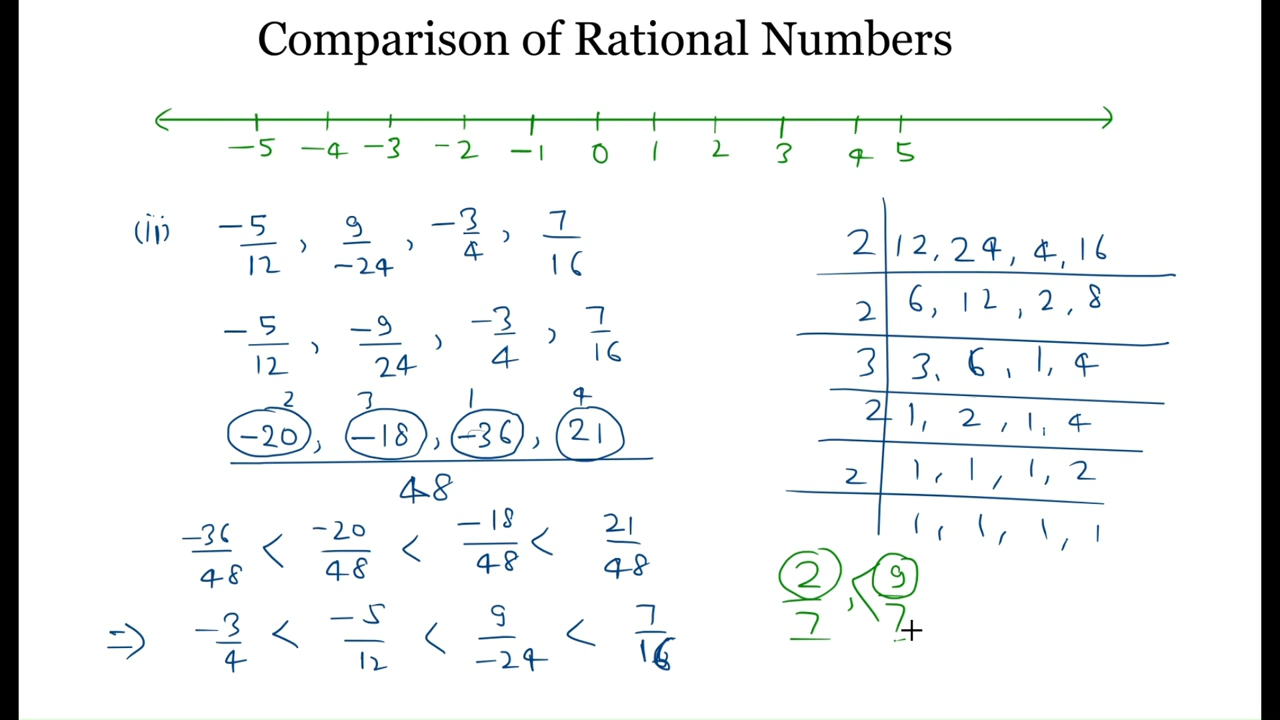 Comparison of Rational Numbers
-5 -4 -3 -2 -1 0 1 2 3 4 5
(ii) -5/12, 9/-24, -3/4, 7/16
-5/12, -9/24, -3/4, 7/16
2 3 1 4
-20, -18, -36, 21
48
-36/48 < -20/48 < -18/48 < 21/48
=> -3/4 < -5/12 < 9/-24 < 7/16
2 | 12, 24, 4, 16
2 | 6, 12, 2, 8
3 | 3, 6, 1, 4
2 | 1, 2, 1, 4
2 | 1, 1, 1, 2
1, 1, 1, 1
2/7, < 9/7